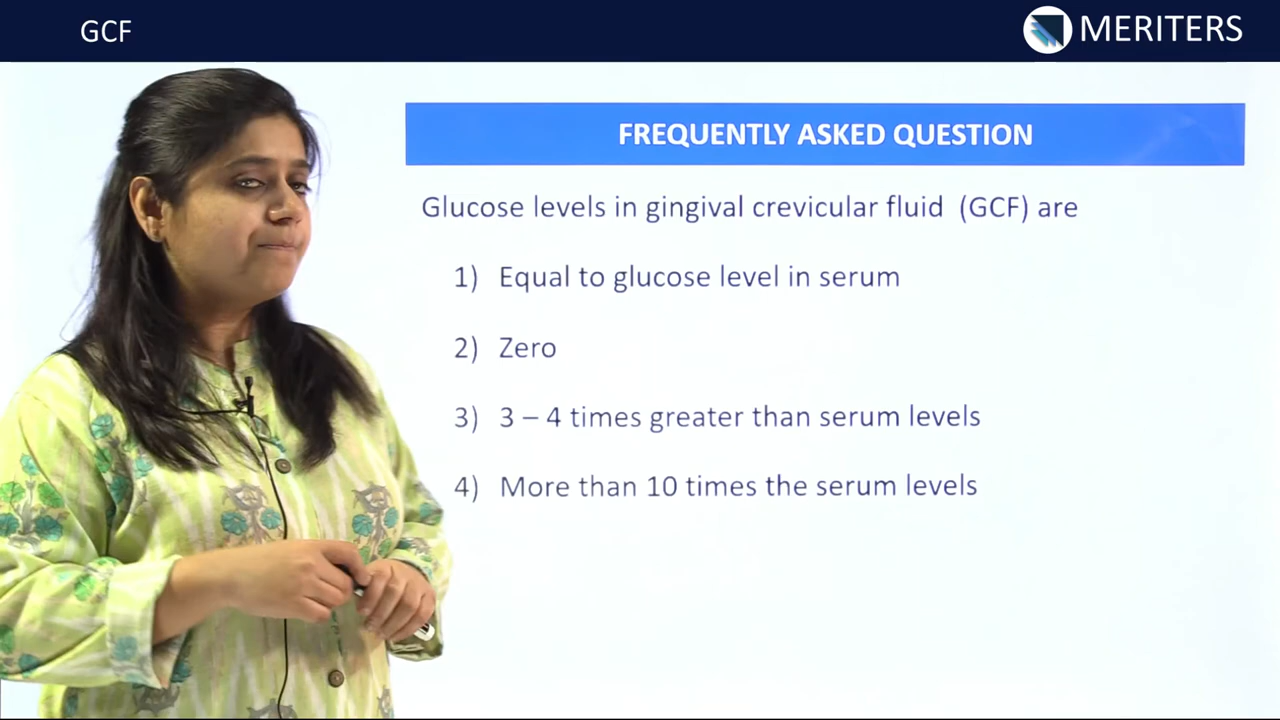 GCF
MERITERS
FREQUENTLY ASKED QUESTION
Glucose levels in gingival crevicular fluid (GCF) are
1) Equal to glucose level in serum
2) Zero
3) 3 – 4 times greater than serum levels
4) More than 10 times the serum levels